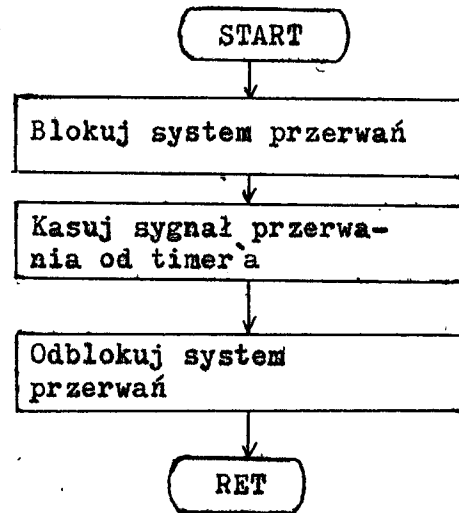 START
Blokuj system przerwań
Kasuj sygnał przerwa-
nia od timer`a
Odblokuj system
przerwań
RET